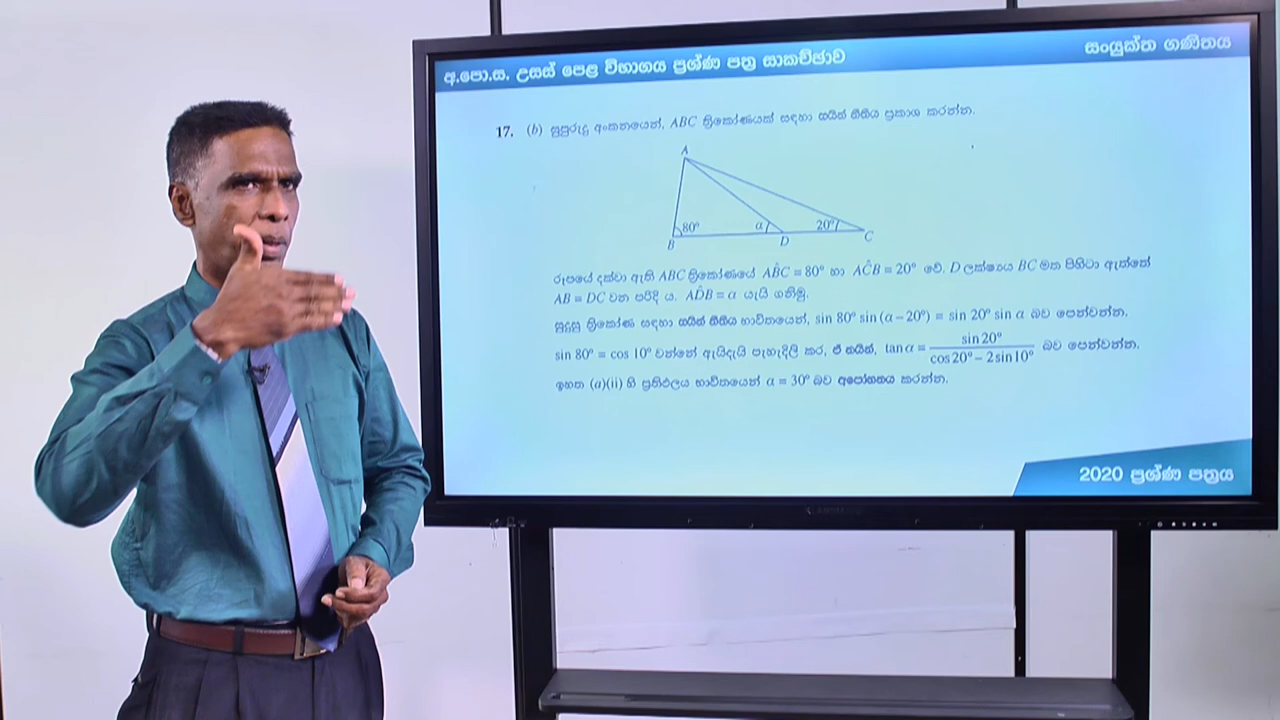 අ.පො.ස. උසස් පෙළ විභාගය ප්‍රශ්ණ පත්‍ර සාකච්ඡාව
සංයුක්ත ගණිතය
17. (b) සුපුරුදු අංකනයෙන්, ABC ත්‍රිකෝණයක් සඳහා සයින් නීතිය ප්‍රකාශ කරන්න.
A
80°
α
20°
B
D
C
රූපයේ දක්වා ඇති ABC ත්‍රිකෝණයේ AB̂C = 80° හා AĈB = 20° වේ. D ලක්ෂ්‍යය BC මත පිහිටා ඇත්තේ
AB = DC වන පරිදි ය. AD̂B = α යැයි ගනිමු.
සුදුසු ත්‍රිකෝණ සඳහා සයින් නීතිය භාවිතයෙන්, sin 80° sin (α – 20°) = sin 20° sin α බව පෙන්වන්න.
sin 80° = cos 10° වන්නේ ඇයිදැයි පැහැදිලි කර, ඒ නයින්, tan α = sin 20° / (cos 20° – 2 sin 10°) බව පෙන්වන්න.
ඉහත (a)(ii) හි ප්‍රතිඵලය භාවිතයෙන් α = 30° බව අපෝහනය කරන්න.
2020 ප්‍රශ්ණ පත්‍රය